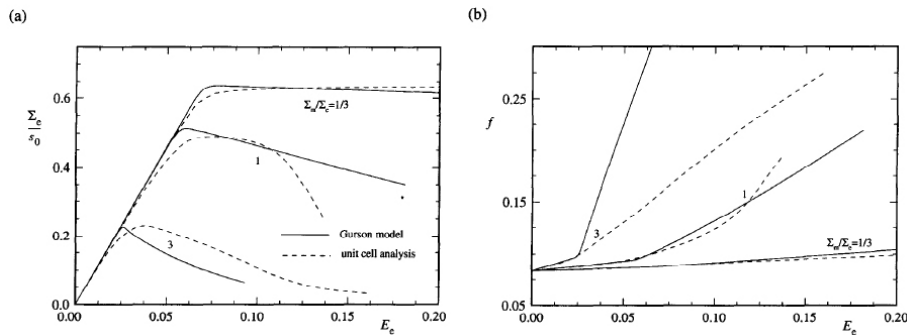 (a)
(b)
0.6
Σₘ/Σₑ=1/3
Σₑ
s₀
0.4
1
0.2
3
Gurson model
unit cell analysis
0.0
0.00
0.05
0.10
0.15
0.20
Eₑ
0.25
f
0.15
3
1
Σₘ/Σₑ=1/3
0.05
0.00
0.05
0.10
0.15
0.20
Eₑ